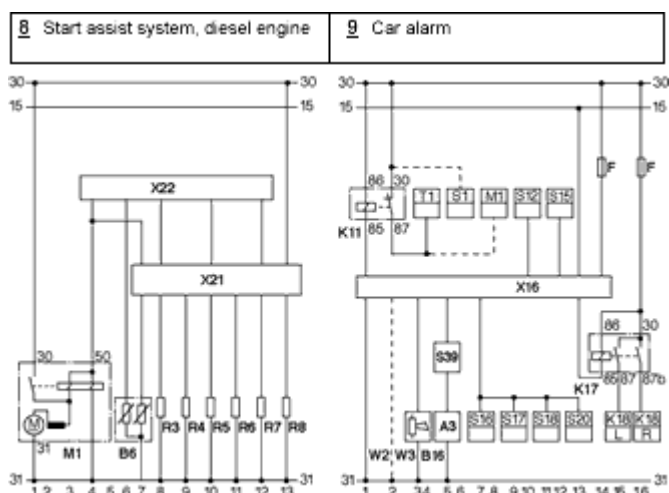 8 Start assist system, diesel engine
9 Car alarm
30 30 30 30
15 15 15 15
X22
86 30
T1 S1 M1 S12 S15
F F
K11 85 87
X21
X16
30 50
S39
86 30
85 87 87b
K17
M
31
M1
B6
R3 R4 R5 R6 R7 R8
W2 W3 B16
A3
S16 S17 S18 S20
K18 L
K18 R
31 31 31 31
1 2 3 4 5 6 7 8 9 10 11 12 13
1 2 34 5 6 7 8 9 10 11 12 13 14 15 16